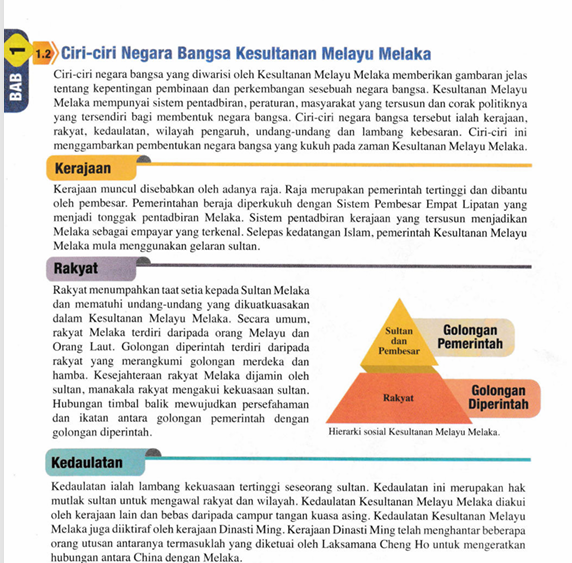 BAB 1
1.2 Ciri-ciri Negara Bangsa Kesultanan Melayu Melaka
Ciri-ciri negara bangsa yang diwarisi oleh Kesultanan Melayu Melaka memberikan gambaran jelas
tentang kepentingan pembinaan dan perkembangan sesebuah negara bangsa. Kesultanan Melayu
Melaka mempunyai sistem pentadbiran, peraturan, masyarakat yang tersusun dan corak politiknya
yang tersendiri bagi membentuk negara bangsa. Ciri-ciri negara bangsa tersebut ialah kerajaan,
rakyat, kedaulatan, wilayah pengaruh, undang-undang dan lambang kebesaran. Ciri-ciri ini
menggambarkan pembentukan negara bangsa yang kukuh pada zaman Kesultanan Melayu Melaka.
Kerajaan
Kerajaan muncul disebabkan oleh adanya raja. Raja merupakan pemerintah tertinggi dan dibantu
oleh pembesar. Pemerintahan beraja diperkukuh dengan Sistem Pembesar Empat Lipatan yang
menjadi tonggak pentadbiran Melaka. Sistem pentadbiran kerajaan yang tersusun menjadikan
Melaka sebagai empayar yang terkenal. Selepas kedatangan Islam, pemerintah Kesultanan Melayu
Melaka mula menggunakan gelaran sultan.
Rakyat
Rakyat menumpahkan taat setia kepada Sultan Melaka
dan mematuhi undang-undang yang dikuatkuasakan
dalam Kesultanan Melayu Melaka. Secara umum,
rakyat Melaka terdiri daripada orang Melayu dan
Orang Laut. Golongan diperintah terdiri daripada
rakyat yang merangkumi golongan merdeka dan
hamba. Kesejahteraan rakyat Melaka dijamin oleh
sultan, manakala rakyat mengakui kekuasaan sultan.
Hubungan timbal balik mewujudkan persefahaman
dan ikatan antara golongan pemerintah dengan
golongan diperintah.
Sultan
dan
Pembesar
Golongan
Pemerintah
Rakyat
Golongan
Diperintah
Hierarki sosial Kesultanan Melayu Melaka.
Kedaulatan
Kedaulatan ialah lambang kekuasaan tertinggi seseorang sultan. Kedaulatan ini merupakan hak
mutlak sultan untuk mengawal rakyat dan wilayah. Kedaulatan Kesultanan Melayu Melaka diakui
oleh kerajaan lain dan bebas daripada campur tangan kuasa asing. Kedaulatan Kesultanan Melayu
Melaka juga diiktiraf oleh kerajaan Dinasti Ming. Kerajaan Dinasti Ming telah menghantar beberapa
orang utusan antaranya termasuklah yang diketuai oleh Laksamana Cheng Ho untuk mengeratkan
hubungan antara China dengan Melaka.